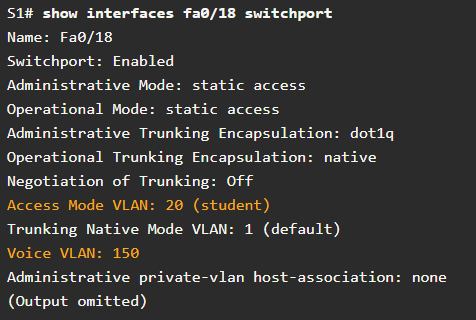 S1# show interfaces fa0/18 switchport
Name: Fa0/18
Switchport: Enabled
Administrative Mode: static access
Operational Mode: static access
Administrative Trunking Encapsulation: dot1q
Operational Trunking Encapsulation: native
Negotiation of Trunking: Off
Access Mode VLAN: 20 (student)
Trunking Native Mode VLAN: 1 (default)
Voice VLAN: 150
Administrative private-vlan host-association: none
(Output omitted)